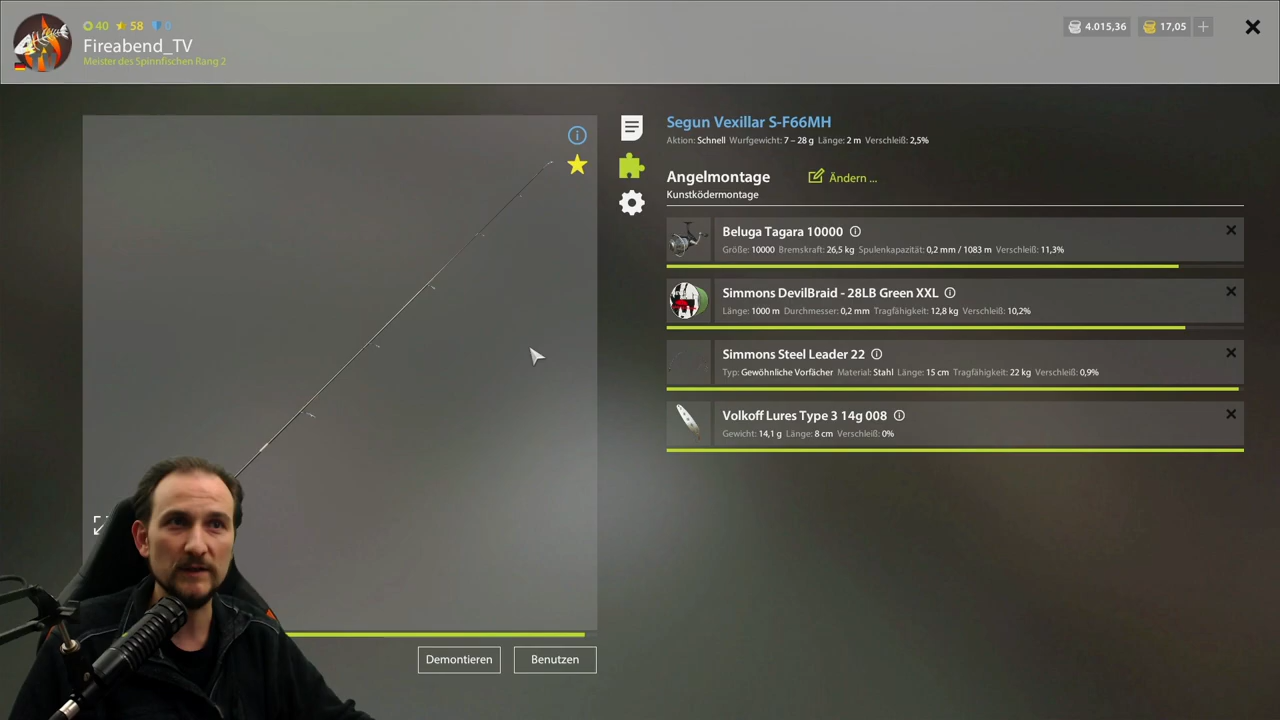 40 58 0
Fireabend_TV
Meister des Spinnfischen Rang 2
4.015,36 17,05 +
Segun Vexillar S-F66MH
Aktion: Schnell Wurfgewicht: 7 – 28 g Länge: 2 m Verschleiß: 2,5%
Angelmontage
Ändern ...
Kunstködermontage
Beluga Tagara 10000
Größe: 10000 Bremskraft: 26,5 kg Spulenkapazität: 0,2 mm / 1083 m Verschleiß: 11,3%
Simmons DevilBraid - 28LB Green XXL
Länge: 1000 m Durchmesser: 0,2 mm Tragfähigkeit: 12,8 kg Verschleiß: 10,2%
Simmons Steel Leader 22
Typ: Gewöhnliche Vorfächer Material: Stahl Länge: 15 cm Tragfähigkeit: 22 kg Verschleiß: 0,9%
Volkoff Lures Type 3 14g 008
Gewicht: 14,1 g Länge: 8 cm Verschleiß: 0%
Demontieren
Benutzen